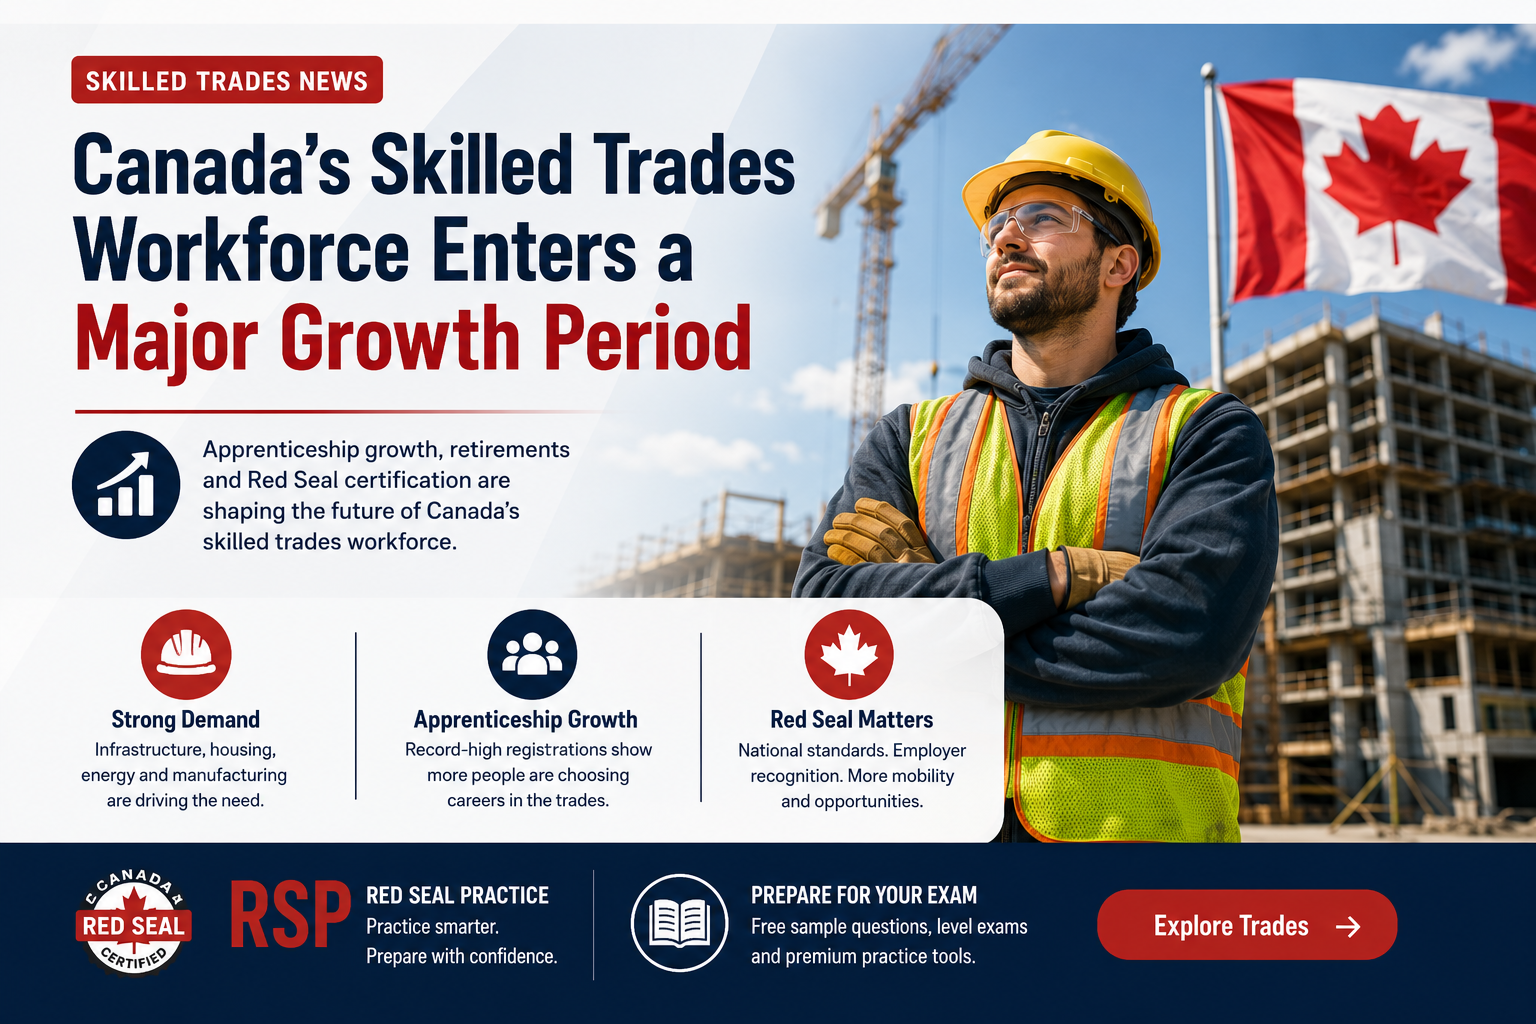 SKILLED TRADES NEWS
Canada's Skilled Trades
Workforce Enters a
Major Growth Period
Apprenticeship growth, retirements
and Red Seal certification are
shaping the future of Canada's
skilled trades workforce.
Strong Demand
Infrastructure, housing,
energy and manufacturing
are driving the need.
Apprenticeship Growth
Record-high registrations show
more people are choosing
careers in the trades.
Red Seal Matters
National standards. Employer
recognition. More mobility
and opportunities.
CANADA
RED SEAL
CERTIFIED
RSP
RED SEAL PRACTICE
Practice smarter.
Prepare with confidence.
PREPARE FOR YOUR EXAM
Free sample questions, level exams
and premium practice tools.
Explore Trades →